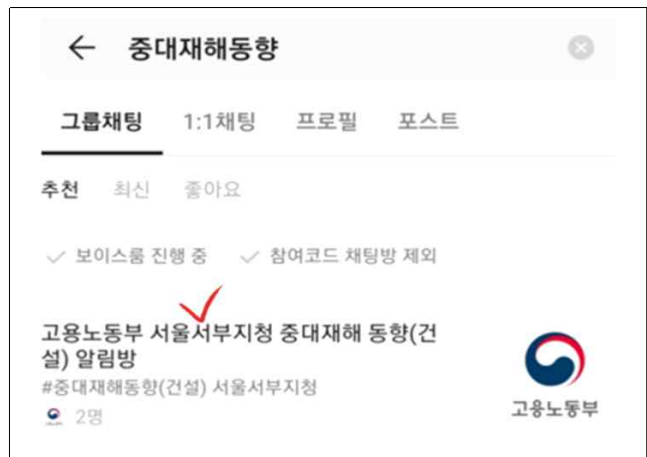 중대재해동향
그룹채팅 1:1채팅 프로필 포스트
추천 최신 좋아요
보이스룸 진행 중 참여코드 채팅방 제외
고용노동부 서울서부지청 중대재해 동향(건
설) 알림방
#중대재해동향(건설) 서울서부지청
2명
고용노동부